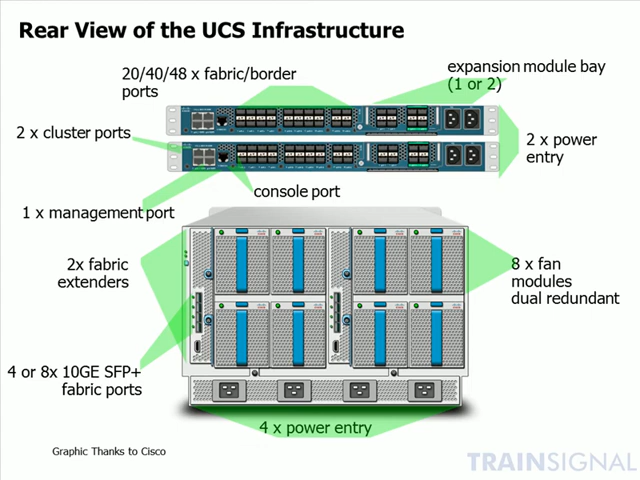 Rear View of the UCS Infrastructure
20/40/48 x fabric/border
ports
expansion module bay
(1 or 2)
2 x cluster ports
2 x power
entry
console port
1 x management port
2x fabric
extenders
8 x fan
modules
dual redundant
4 or 8x 10GE SFP+
fabric ports
4 x power entry
Graphic Thanks to Cisco
TRAINSIGNAL